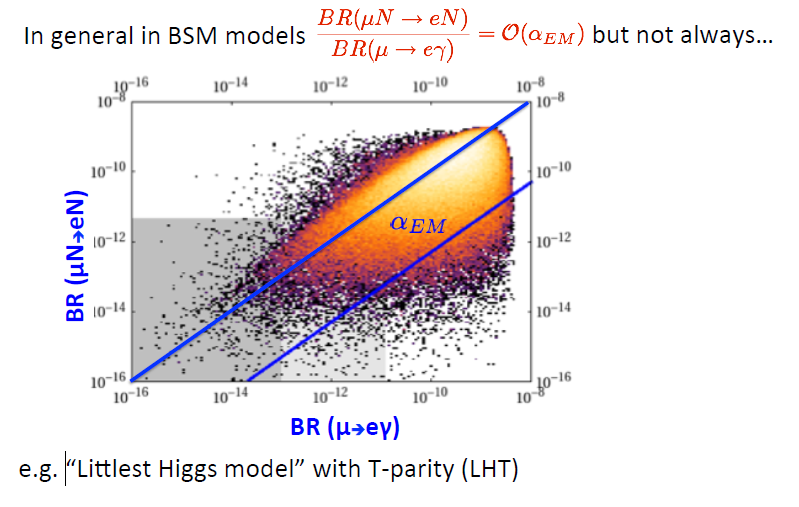 In general in BSM models BR(μN → eN) / BR(μ → eγ) = O(α_EM) but not always...
10⁻¹⁶ 10⁻¹⁴ 10⁻¹² 10⁻¹⁰ 10⁻⁸
10⁻⁸ 10⁻⁸
10⁻¹⁰ 10⁻¹⁰
α_EM
10⁻¹² 10⁻¹²
BR (μN→eN)
10⁻¹⁴ 10⁻¹⁴
10⁻¹⁶ 10⁻¹⁶
10⁻¹⁶ 10⁻¹⁴ 10⁻¹² 10⁻¹⁰ 10⁻⁸
BR (μ→eγ)
e.g. “Littlest Higgs model” with T-parity (LHT)